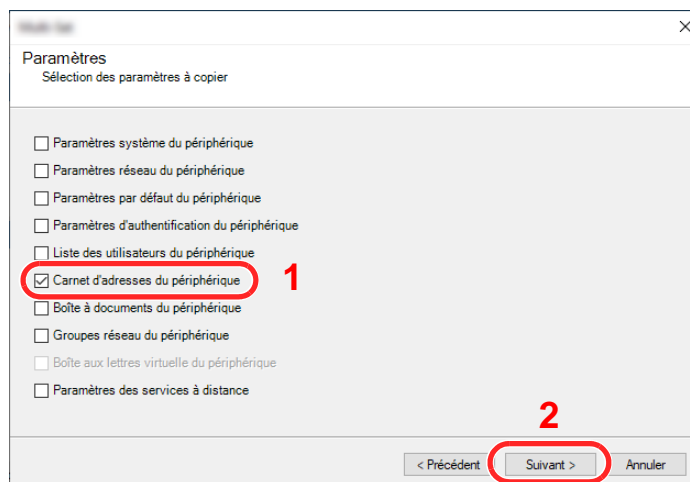 Paramètres
Sélection des paramètres à copier
Paramètres système du périphérique
Paramètres réseau du périphérique
Paramètres par défaut du périphérique
Paramètres d'authentification du périphérique
Liste des utilisateurs du périphérique
Carnet d'adresses du périphérique 1
Boîte à documents du périphérique
Groupes réseau du périphérique
Boîte aux lettres virtuelle du périphérique
Paramètres des services à distance
2
< Précédent Suivant > Annuler